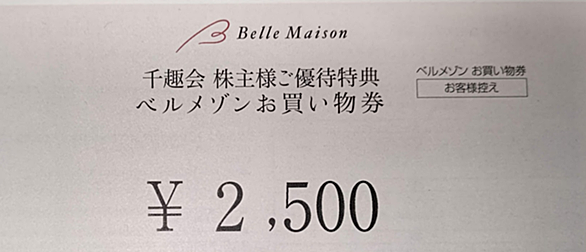 Belle Maison
千趣会 株主様ご優待特典
ベルメゾンお買い物券
ベルメゾン お買い物券
お客様控え
¥ 2,500